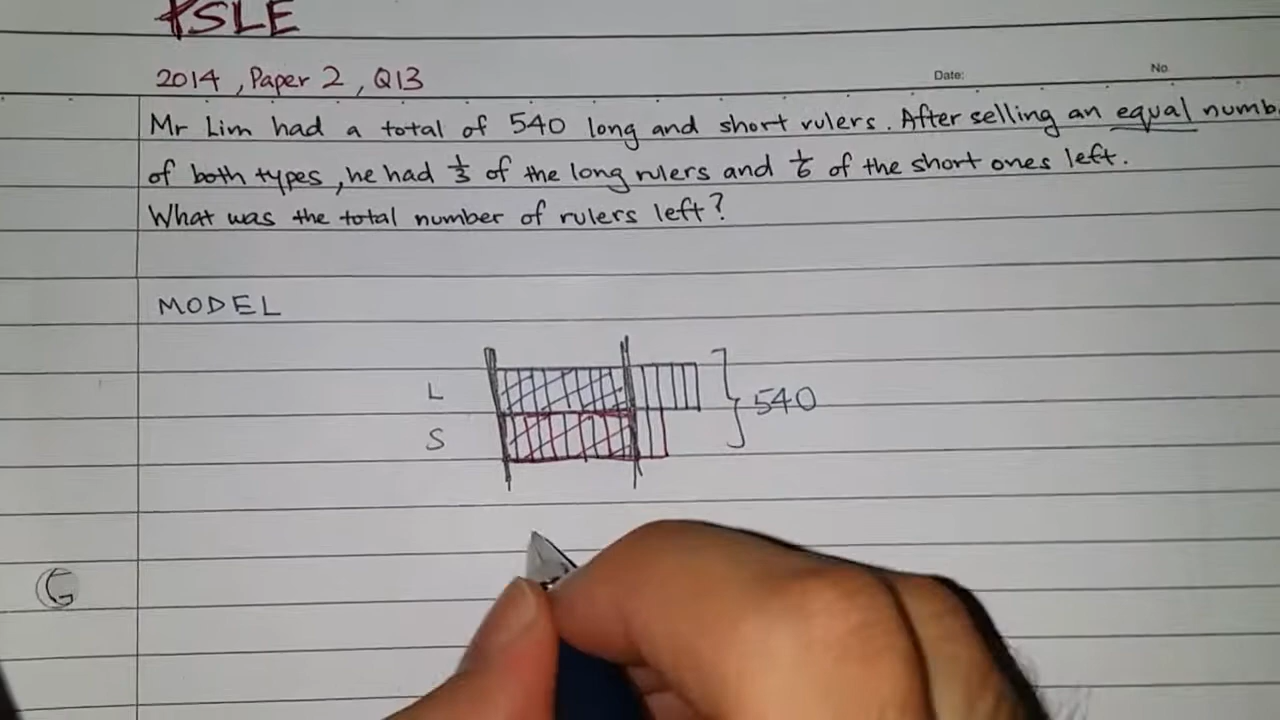 PSLE
2014, Paper 2, Q13
Date:
No.
Mr Lim had a total of 540 long and short rulers. After selling an equal
of both types, he had 1/3 of the long rulers and 1/6 of the short ones left.
What was the total number of rulers left?
MODEL
L
S
540
G